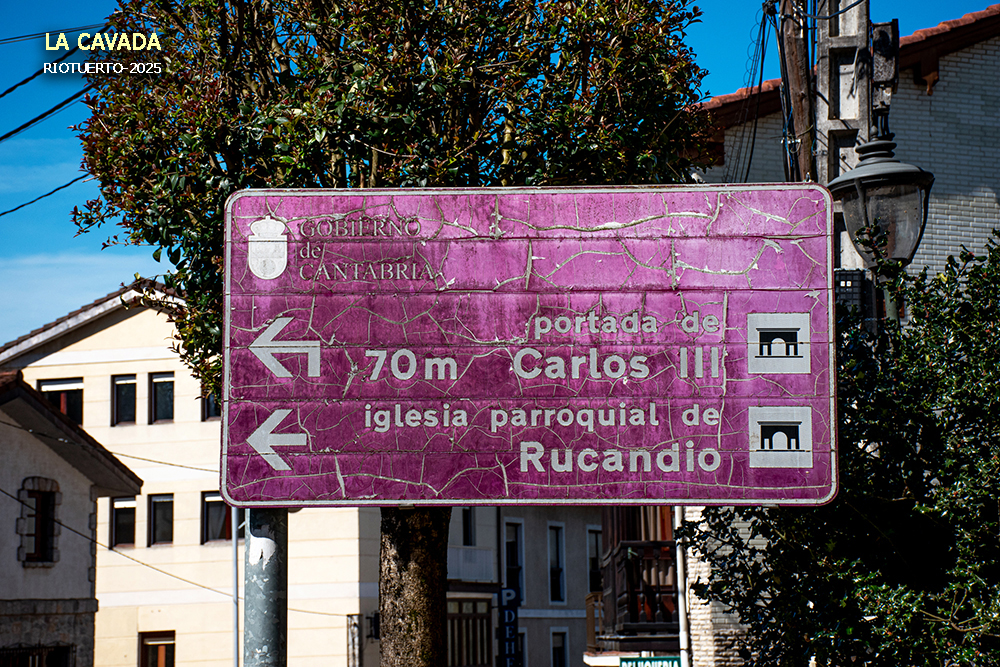 LA CAVADA
RIOTUERTO-2025
GOBIERNO
de
CANTABRIA
portada de
70m Carlos III
iglesia parroquial de
Rucandio